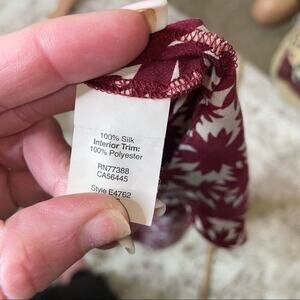 100% Silk
Interior Trim:
100% Polyester
RN77388
CA56445
Style E4762